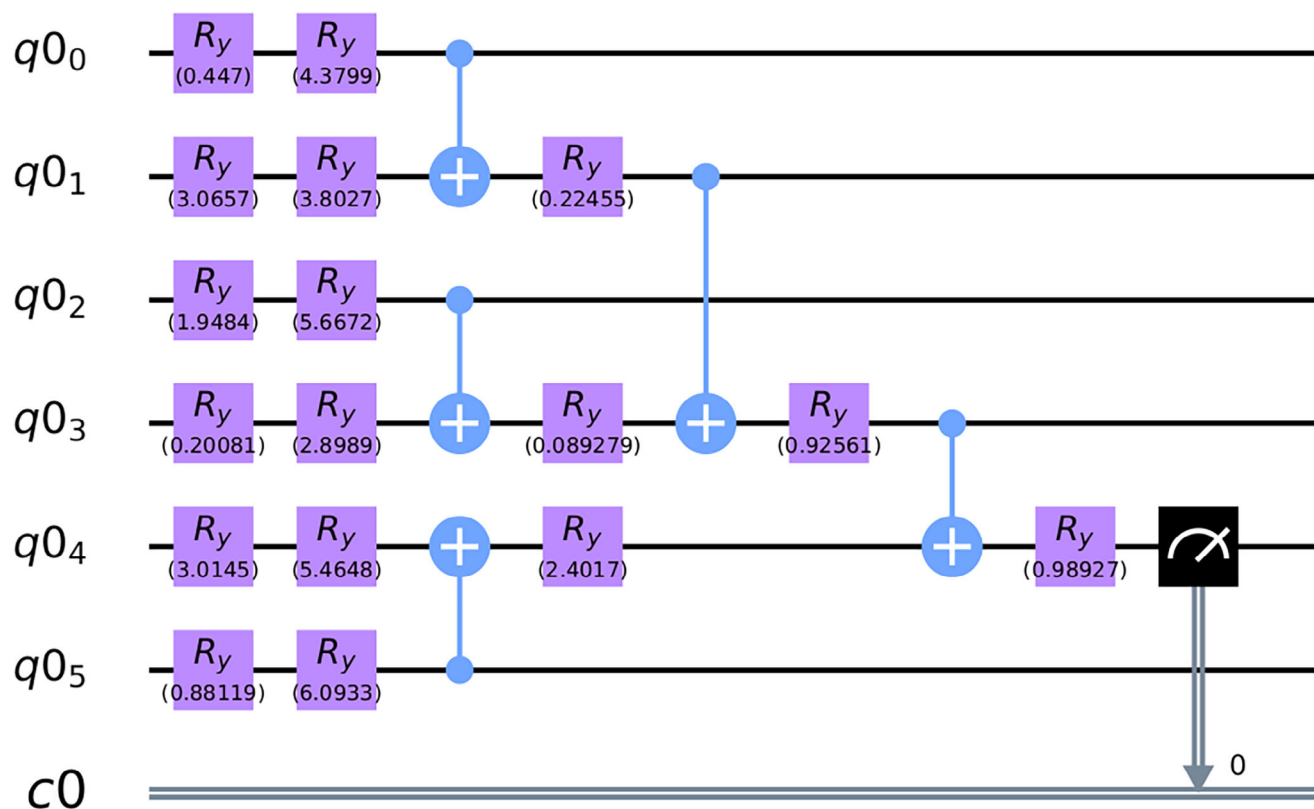 q0₀ R_y (0.447) R_y (4.3799)
q0₁ R_y (3.0657) R_y (3.8027) R_y (0.22455)
q0₂ R_y (1.9484) R_y (5.6672)
q0₃ R_y (0.20081) R_y (2.8989) R_y (0.089279) R_y (0.92561)
q0₄ R_y (3.0145) R_y (5.4648) R_y (2.4017) R_y (0.98927)
q0₅ R_y (0.88119) R_y (6.0933)
0
c0